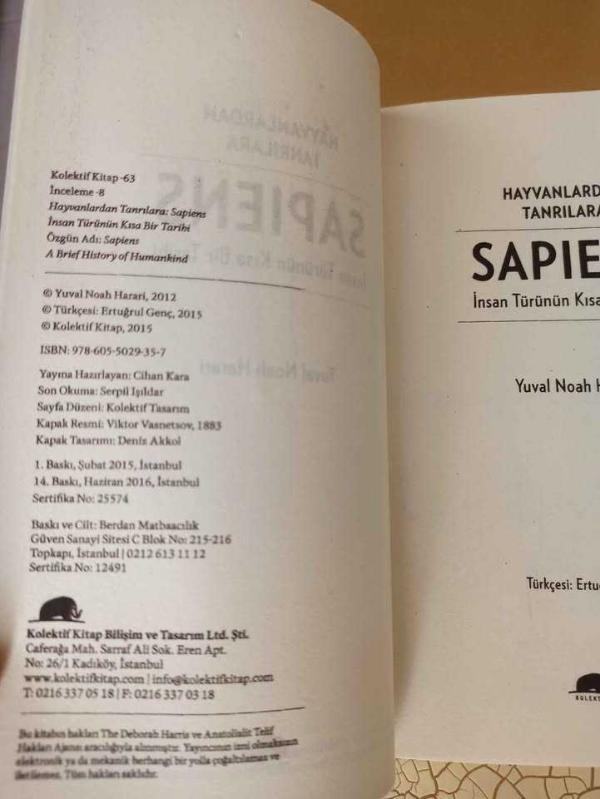 Kolektif Kitap -63
İnceleme -8
Hayvanlardan Tanrılara: Sapiens
İnsan Türünün Kısa Bir Tarihi
Özgün Adı: Sapiens
A Brief History of Humankind
© Yuval Noah Harari, 2012
© Türkçesi: Ertuğrul Genç, 2015
© Kolektif Kitap, 2015
ISBN: 978-605-5029-35-7
Yayına Hazırlayan: Cihan Kara
Son Okuma: Serpil Işıldar
Sayfa Düzeni: Kolektif Tasarım
Kapak Resmi: Viktor Vasnetsov, 1883
Kapak Tasarımı: Deniz Akkol
1. Baskı, Şubat 2015, İstanbul
14. Baskı, Haziran 2016, İstanbul
Sertifika No: 25574
Baskı ve Cilt: Berdan Matbaacılık
Güven Sanayi Sitesi C Blok No: 215-216
Topkapı, İstanbul | 0212 613 11 12
Sertifika No: 12491
Kolektif Kitap Bilişim ve Tasarım Ltd. Şti.
Caferağa Mah. Sarraf Ali Sok. Eren Apt.
No: 26/1 Kadıköy, İstanbul
www.kolektifkitap.com | info@kolektifkitap.com
T: 0216 337 05 18 | F: 0216 337 03 18
Bu kitabın hakları The Deborah Harris ve Anatolialit Telif
Hakları Ajansı aracılığıyla alınmıştır. Yayıncının izni olmaksızın
elektronik ya da mekanik herhangi bir yolla çoğaltılamaz ve
iletilemez. Tüm hakları saklıdır.
HAYVANLARD
TANRILARA
SAPIE
İnsan Türünün Kısa
Yuval Noah H
Türkçesi: Ertu
KOLEKT